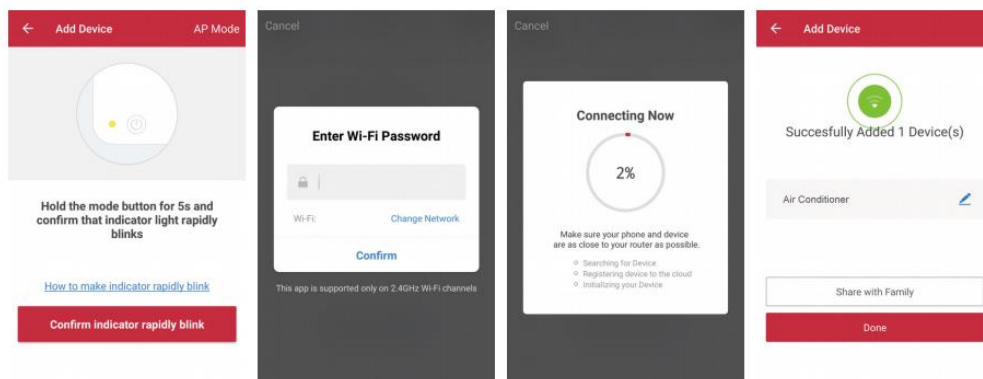 Add Device
AP Mode
Hold the mode button for 5s and
confirm that indicator light rapidly
blinks
How to make indicator rapidly blink
Confirm indicator rapidly blink
Cancel
Enter Wi-Fi Password
Wi-Fi:
Change Network
Confirm
This app is supported only on 2.4GHz Wi-Fi channels
Cancel
Connecting Now
2%
Make sure your phone and device
are as close to your router as possible.
Searching for Device
Registering device to the cloud
Initializing your Device
Add Device
Succesfully Added 1 Device(s)
Air Conditioner
Share with Family
Done